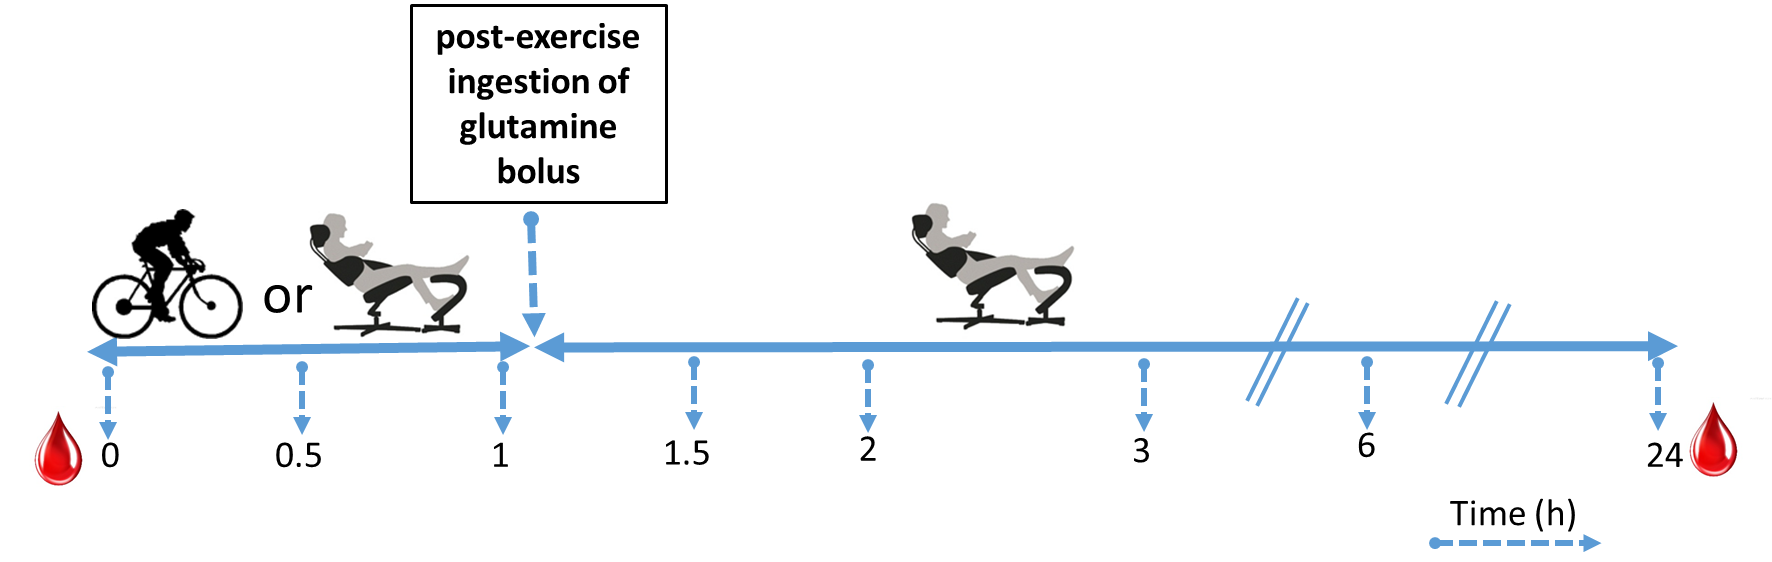 post-exercise
ingestion of
glutamine
bolus
or
0
0.5
1
1.5
2
3
6
24
Time (h)